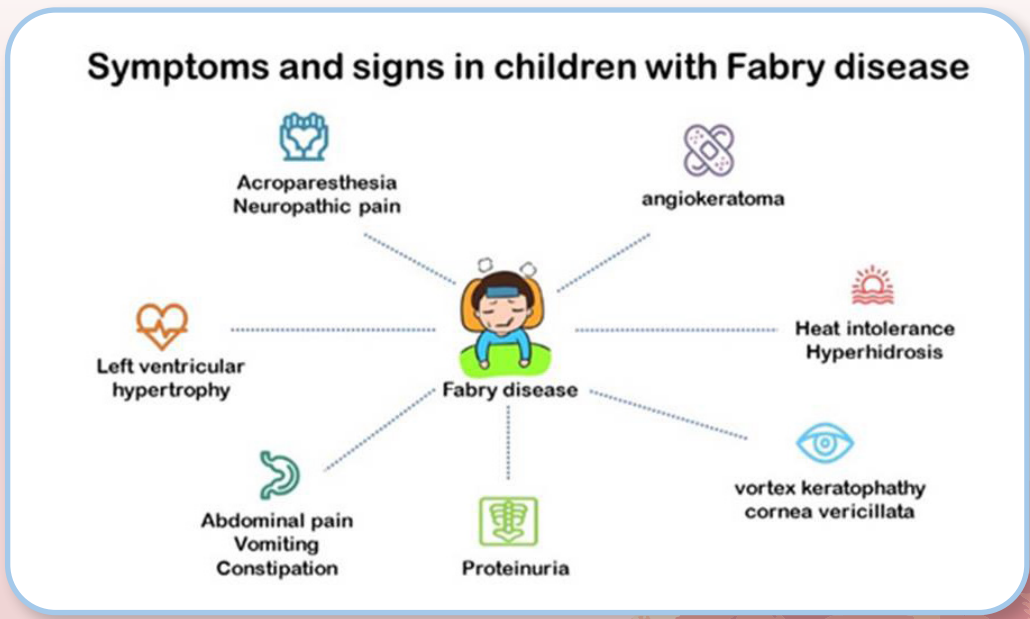 Symptoms and signs in children with Fabry disease
Acroparesthesia
Neuropathic pain
angiokeratoma
Left ventricular
hypertrophy
Heat intolerance
Hyperhidrosis
Fabry disease
Abdominal pain
Vomiting
Constipation
Proteinuria
vortex keratophathy
cornea vericillata